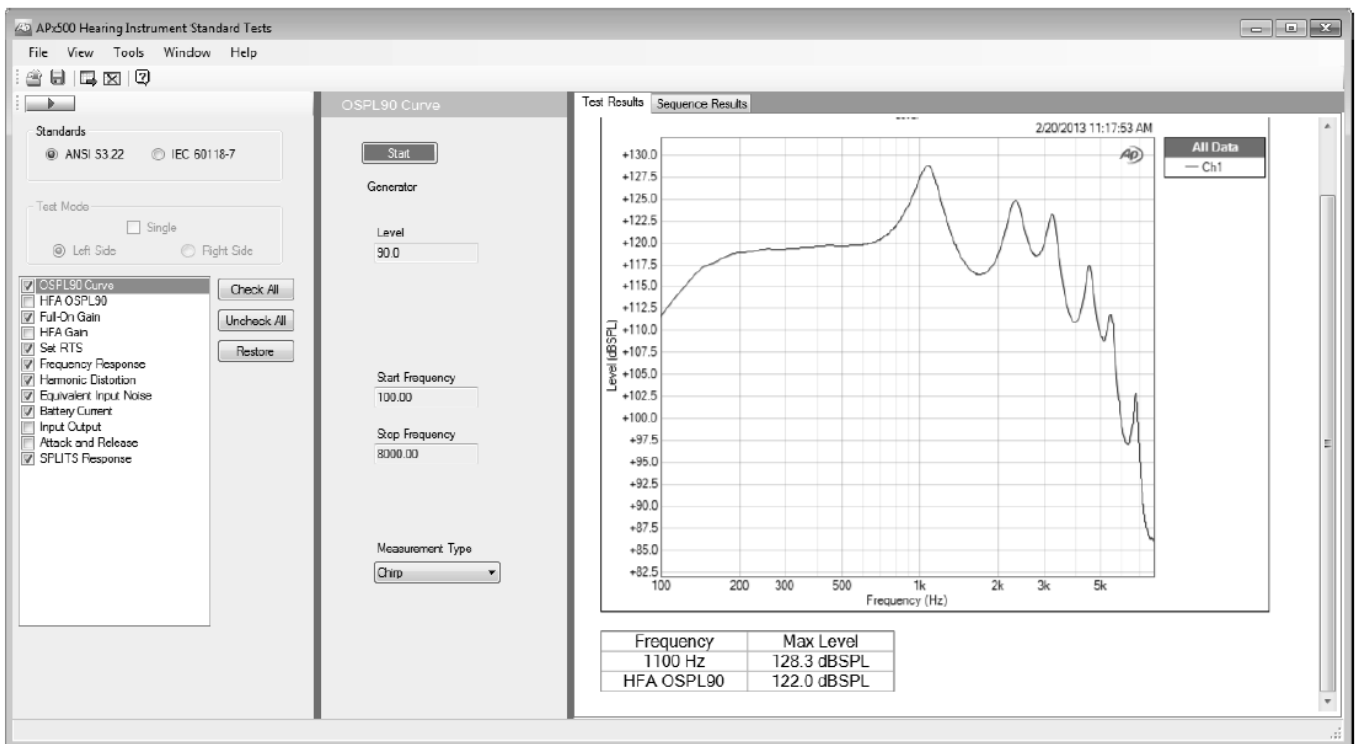 APx500 Hearing Instrument Standard Tests
File View Tools Window Help
Standards
ANSI S3.22 IEC 60118-7
Test Mode
Single
Left Side Right Side
OSPL90 Curve
HFA OSPL90
Full-On Gain
HFA Gain
Set RTS
Frequency Response
Harmonic Distortion
Equivalent Input Noise
Battery Current
Input Output
Attack and Release
SPLITS Response
Check All
Uncheck All
Restore
OSPL90 Curve
Start
Generator
Level
90.0
Start Frequency
100.00
Stop Frequency
8000.00
Measurement Type
Chirp
Test Results Sequence Results
2/20/2013 11:17:53 AM
+130.0
+127.5
+125.0
+122.5
+120.0
+117.5
+115.0
+112.5
+110.0
+107.5
+105.0
+102.5
+100.0
+97.5
+95.0
+92.5
+90.0
+87.5
+85.0
+82.5
Level (dBSPL)
100 200 300 500 1k 2k 3k 5k
Frequency (Hz)
Ap
All Data
Ch1
Frequency Max Level
1100 Hz 128.3 dBSPL
HFA OSPL90 122.0 dBSPL